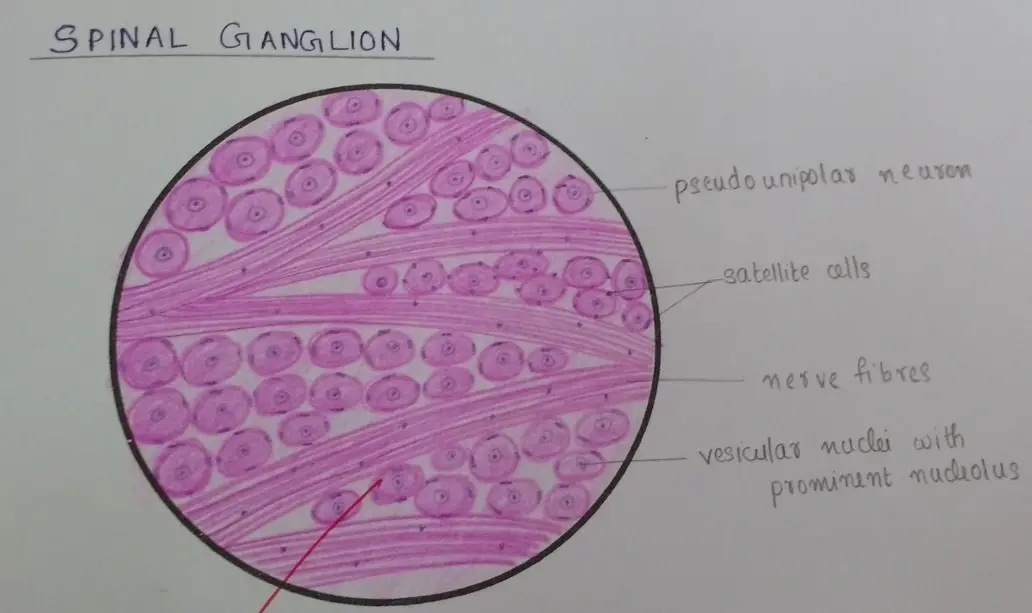 SPINAL GANGLION
pseudounipolar neuron
satellite cells
nerve fibres
vesicular nuclei with
prominent nucleolus